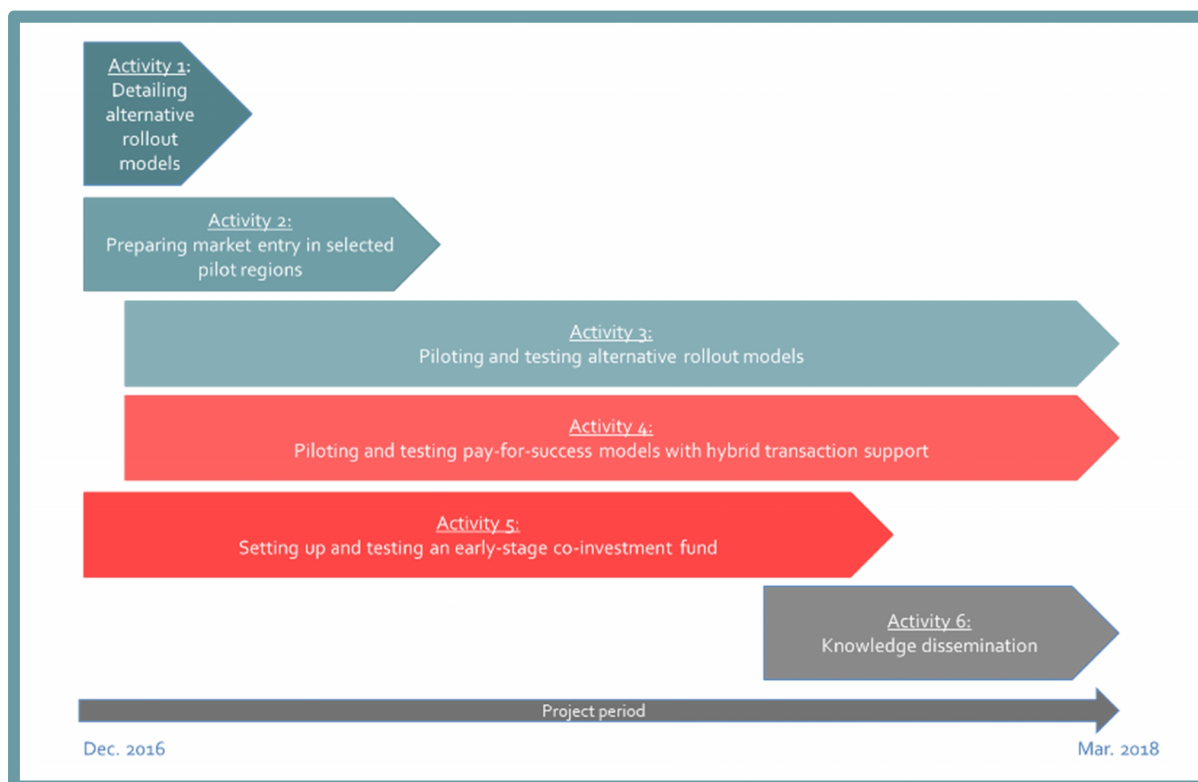 Activity 1:
Detailing
alternative
rollout
models
Activity 2:
Preparing market entry in selected
pilot regions
Activity 3:
Piloting and testing alternative rollout models
Activity 4:
Piloting and testing pay-for-success models with hybrid transaction support
Activity 5:
Setting up and testing an early-stage co-investment fund
Activity 6:
Knowledge dissemination
Project period
Dec. 2016
Mar. 2018